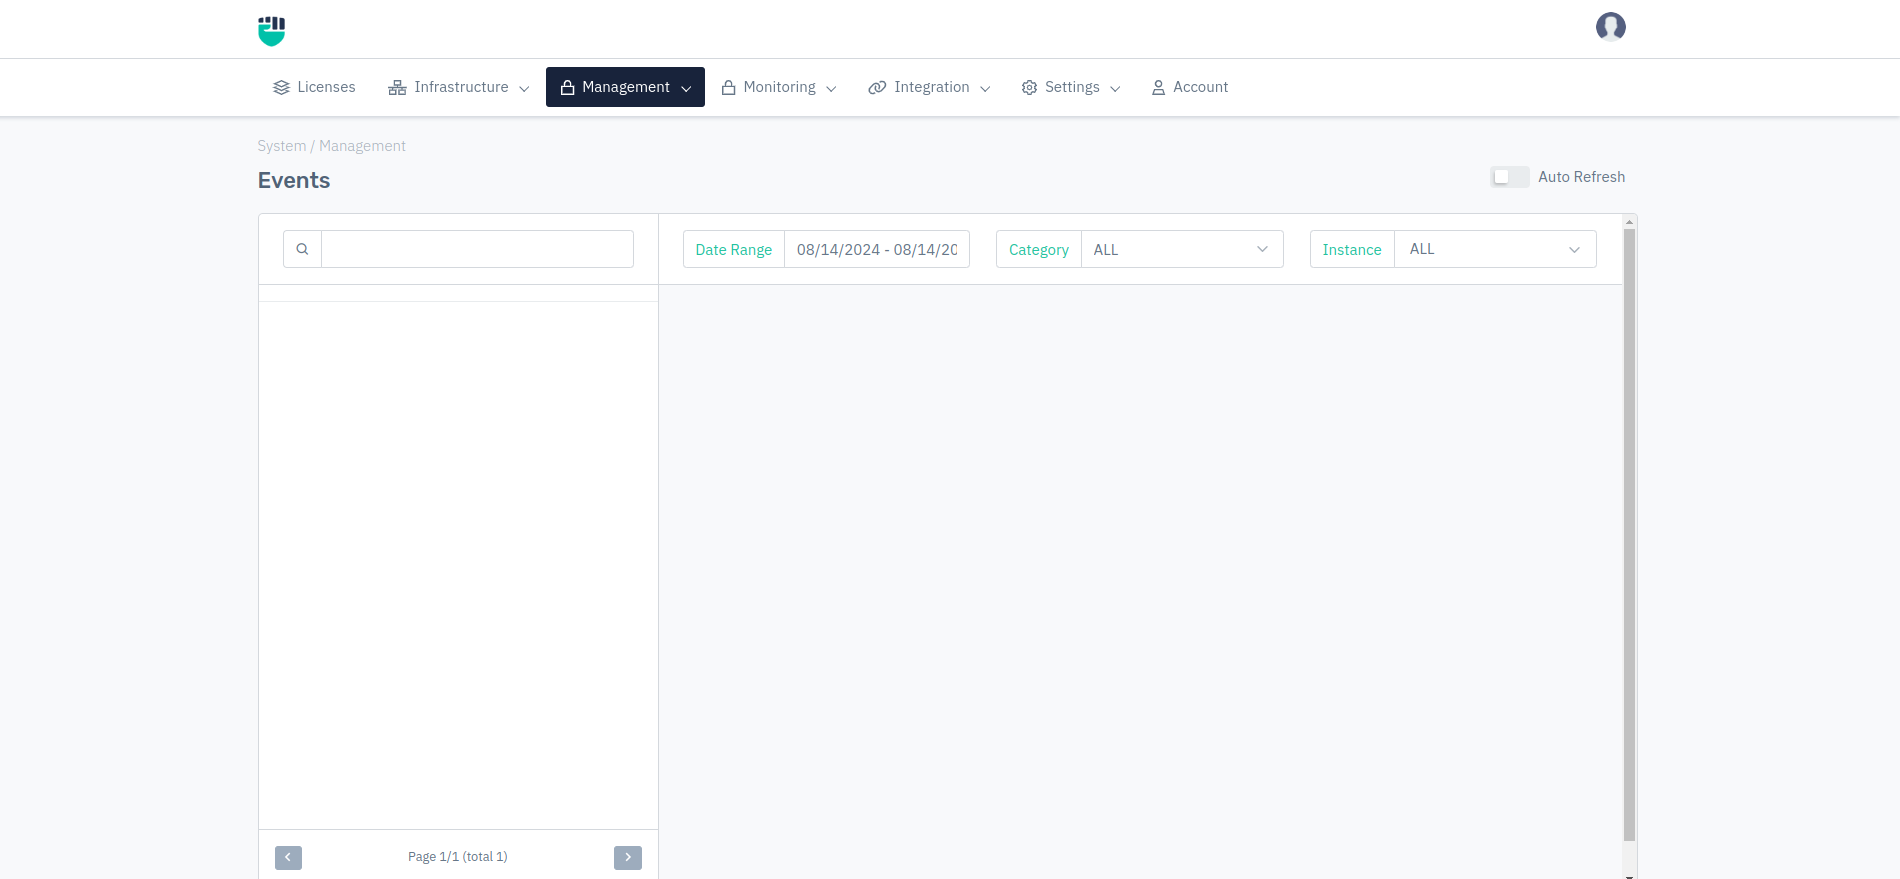 Licenses Infrastructure Management Monitoring Integration Settings Account
System / Management
Events
Auto Refresh
Date Range 08/14/2024 - 08/14/20 Category ALL Instance ALL
Page 1/1 (total 1)